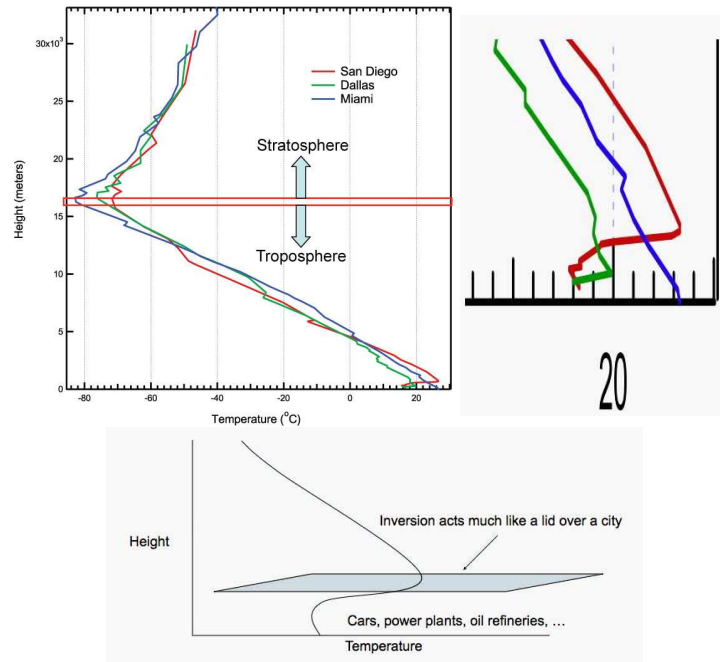 30x10³
25
20
15
10
5
0
Height (meters)
San Diego
Dallas
Miami
Stratosphere
Troposphere
-80
-60
-40
-20
0
20
Temperature (°C)
20
Height
Inversion acts much like a lid over a city
Cars, power plants, oil refineries, ...
Temperature